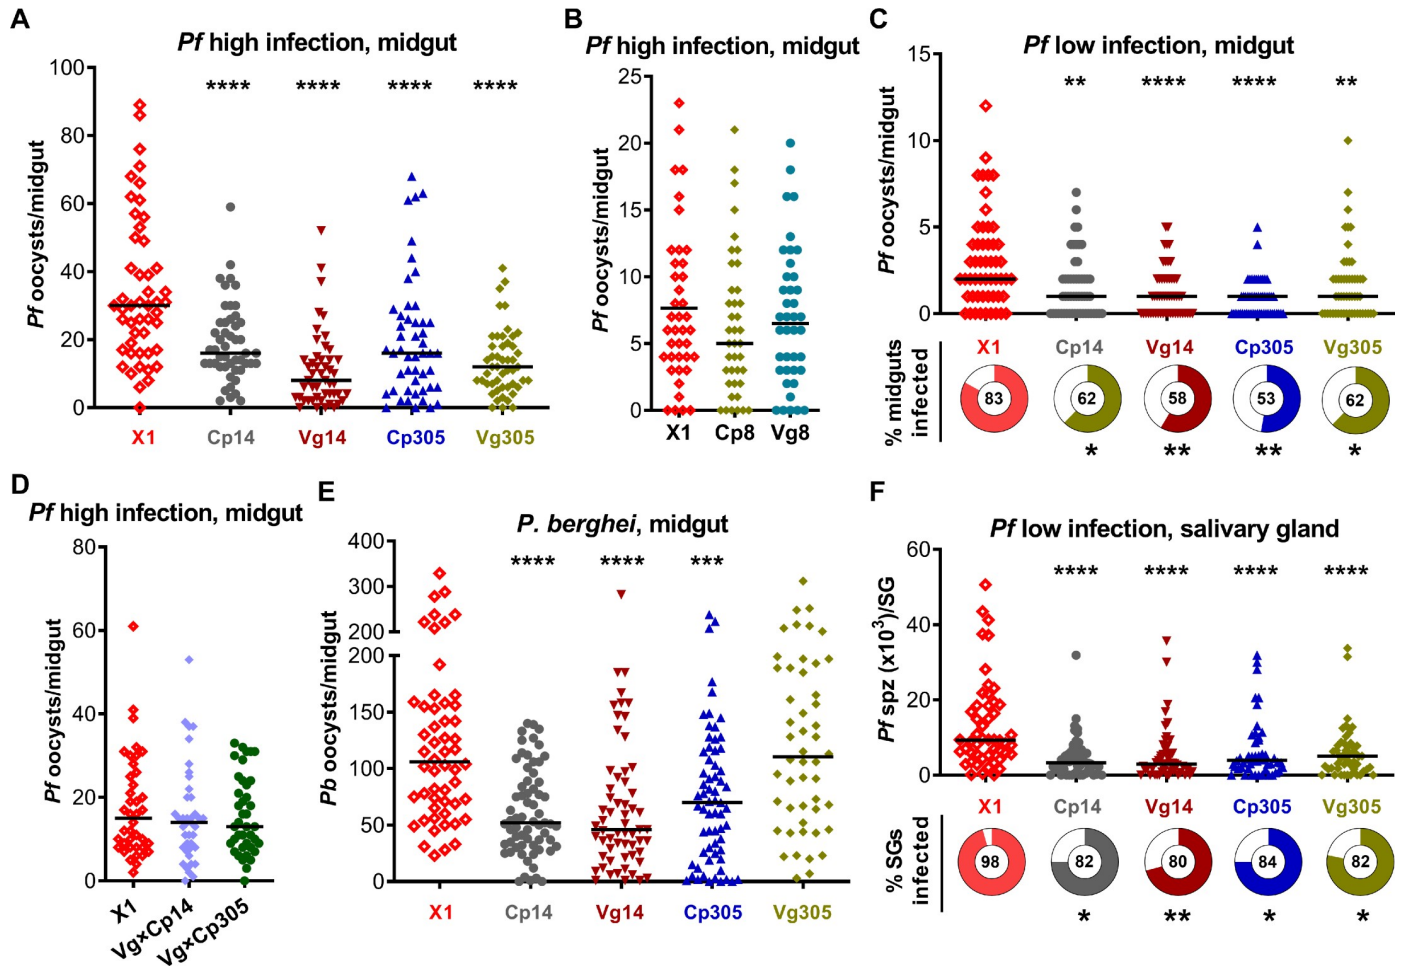 A
Pf high infection, midgut
Pf oocysts/midgut
100
80
60
40
20
0
**** **** **** ****
X1 Cp14 Vg14 Cp305 Vg305
B
Pf high infection, midgut
Pf oocysts/midgut
25
20
15
10
5
0
X1 Cp8 Vg8
C
Pf low infection, midgut
Pf oocysts/midgut
15
10
5
0
** **** **** **
X1 Cp14 Vg14 Cp305 Vg305
% midguts
infected
83 62 58 53 62
* ** ** *
D
Pf high infection, midgut
Pf oocysts/midgut
80
60
40
20
0
X1 Vg×Cp14 Vg×Cp305
E
P. berghei, midgut
Pb oocysts/midgut
400
300
200
200
150
100
50
0
**** **** ***
X1 Cp14 Vg14 Cp305 Vg305
F
Pf low infection, salivary gland
Pf spz (x10³)/SG
60
40
20
0
**** **** **** ****
X1 Cp14 Vg14 Cp305 Vg305
% SGs
infected
98 82 80 84 82
* ** * *